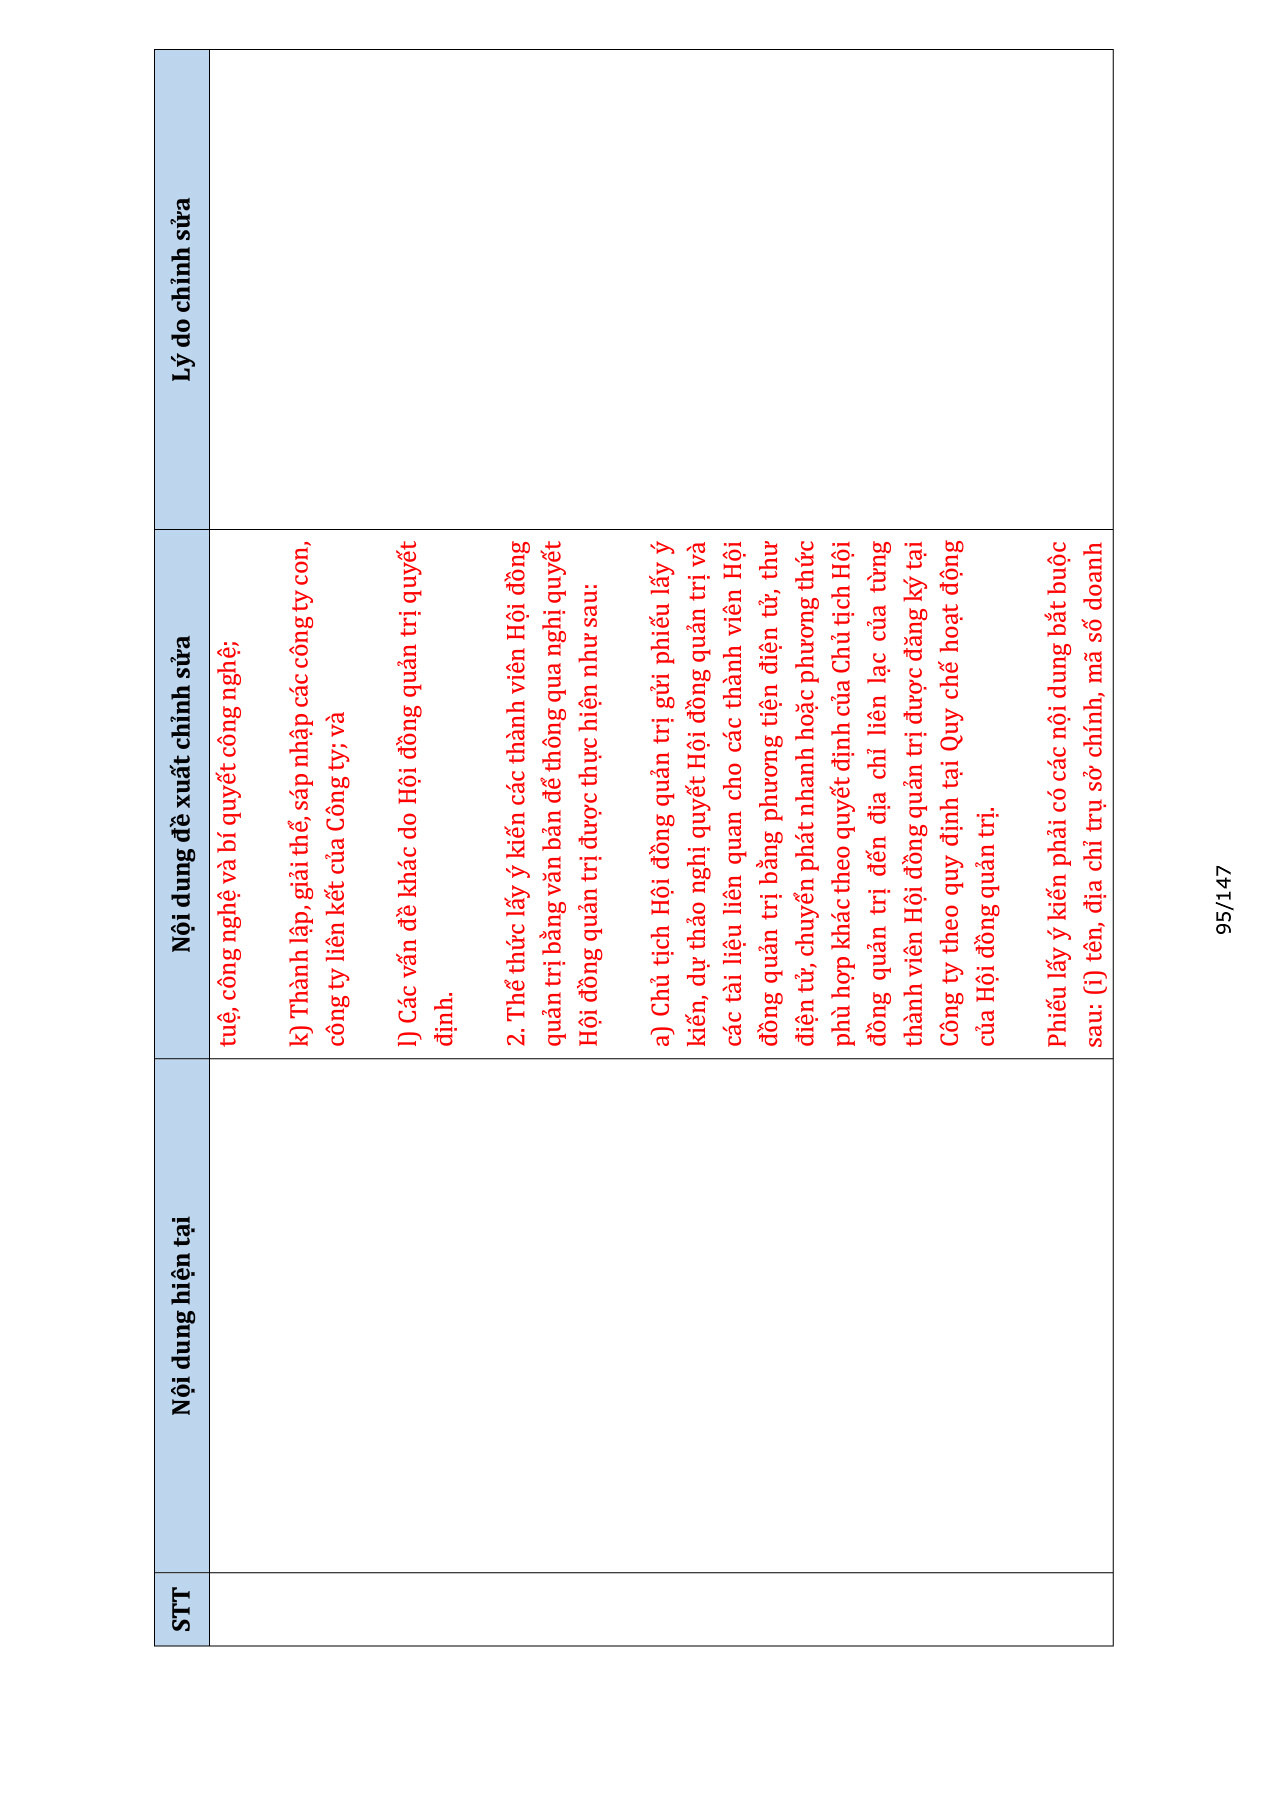 STT
Nội dung hiện tại
Nội dung đề xuất chỉnh sửa
Lý do chỉnh sửa
tuệ, công nghệ và bí quyết công nghệ;
k) Thành lập, giải thể, sáp nhập các công ty con,
công ty liên kết của Công ty; và
l) Các vấn đề khác do Hội đồng quản trị quyết
định.
2. Thể thức lấy ý kiến các thành viên Hội đồng
quản trị bằng văn bản để thông qua nghị quyết
Hội đồng quản trị được thực hiện như sau:
a) Chủ tịch Hội đồng quản trị gửi phiếu lấy ý
kiến, dự thảo nghị quyết Hội đồng quản trị và
các tài liệu liên quan cho các thành viên Hội
đồng quản trị bằng phương tiện điện tử, thư
điện tử, chuyển phát nhanh hoặc phương thức
phù hợp khác theo quyết định của Chủ tịch Hội
đồng quản trị đến địa chỉ liên lạc của từng
thành viên Hội đồng quản trị được đăng ký tại
Công ty theo quy định tại Quy chế hoạt động
của Hội đồng quản trị.
Phiếu lấy ý kiến phải có các nội dung bắt buộc
sau: (i) tên, địa chỉ trụ sở chính, mã số doanh
95/147